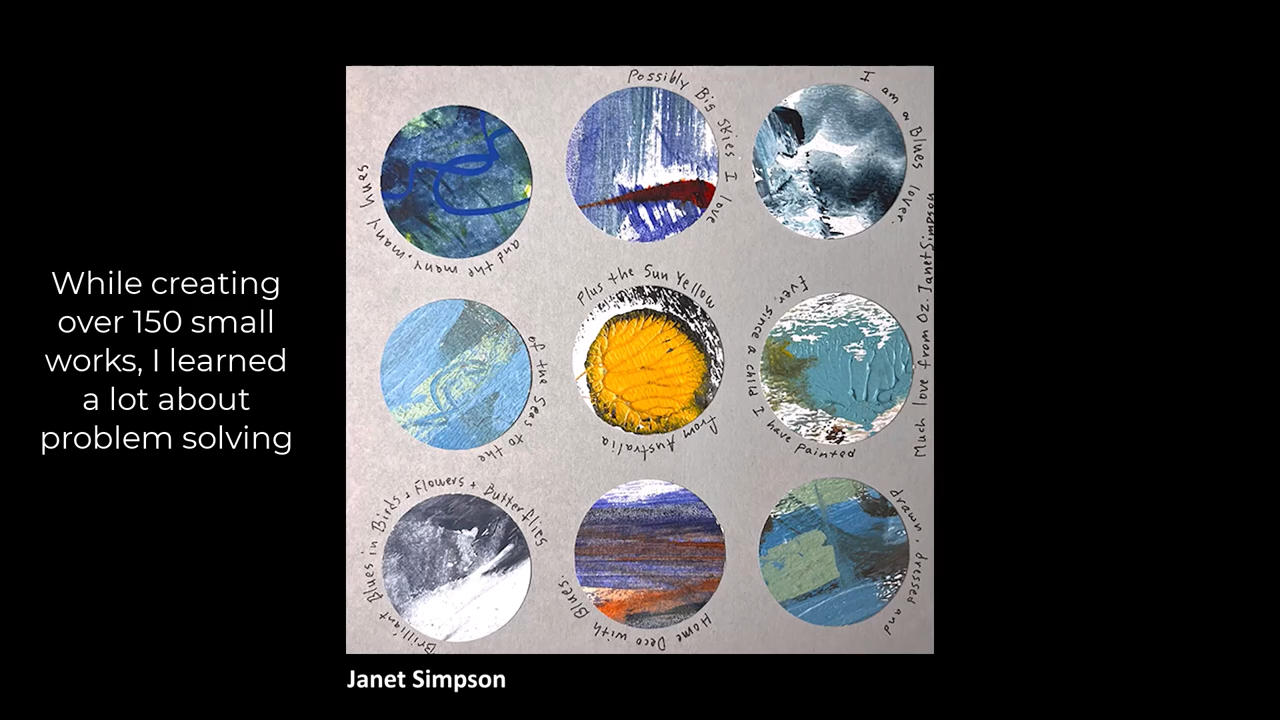 While creating
over 150 small
works, I learned
a lot about
problem solving
I am a Blues lover.
Ever since a child I have painted
drawn, dressed and
Home Deco with Blues.
Brilliant Blues in Birds, Flowers + Butterflies
of the Seas to the
and the many, many hues
Possibly Big Skies I love
Plus the Sun Yellow
from Australia
Much love from Oz. Janet Simpson
Janet Simpson